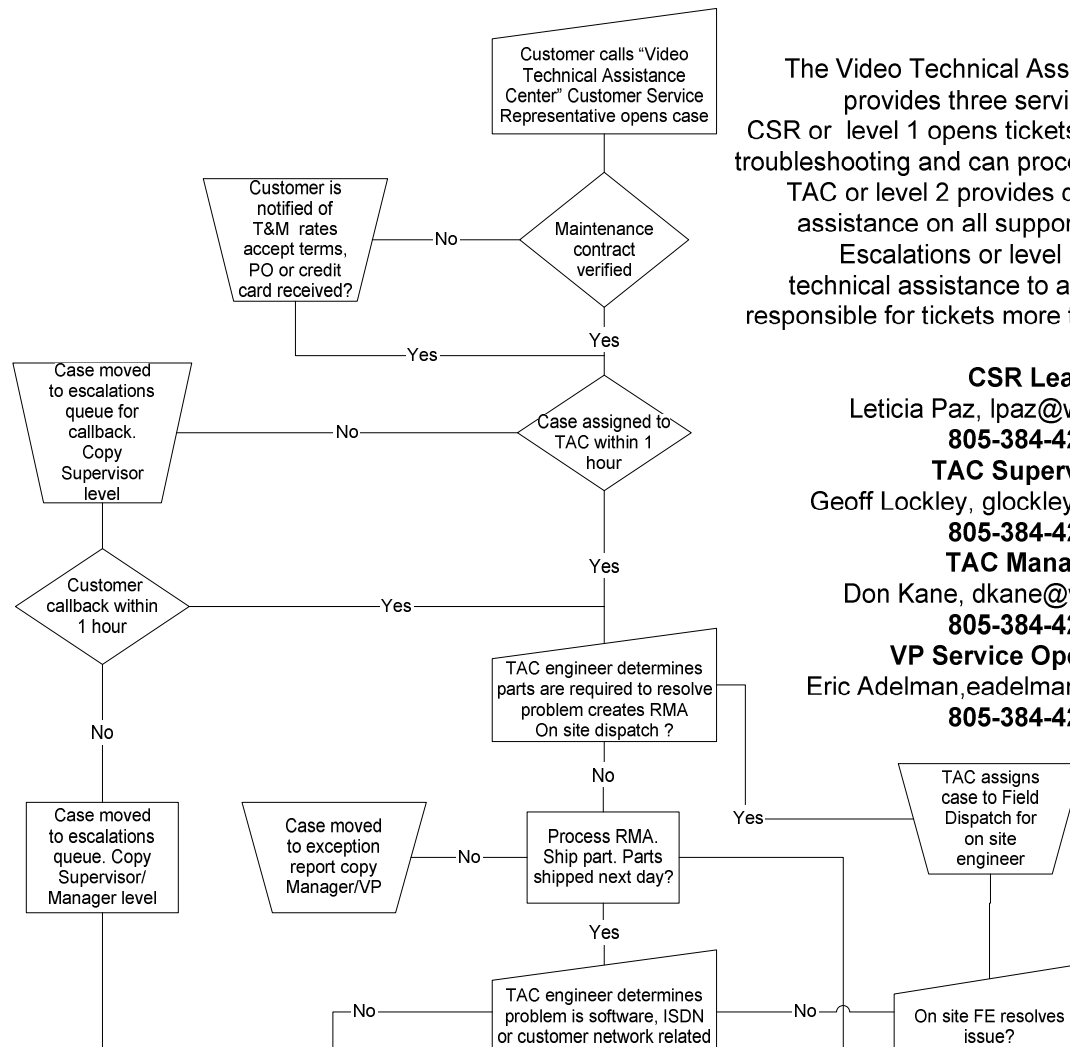 Customer calls “Video
Technical Assistance
Center” Customer Service
Representative opens case
Customer is
notified of
T&M rates
accept terms,
PO or credit
card received?
No
Maintenance
contract
verified
Yes
Yes
Case moved
to escalations
queue for
callback.
Copy
Supervisor
level
No
Case assigned to
TAC within 1
hour
Yes
Customer
callback within
1 hour
Yes
No
TAC engineer determines
parts are required to resolve
problem creates RMA
On site dispatch ?
No
Yes
TAC assigns
case to Field
Dispatch for
on site
engineer
Case moved
to escalations
queue. Copy
Supervisor/
Manager level
Case moved
to exception
report copy
Manager/VP
No
Process RMA.
Ship part. Parts
shipped next day?
Yes
No
TAC engineer determines
problem is software, ISDN
or customer network related
No
On site FE resolves
issue?
The Video Technical Ass
provides three servi
CSR or level 1 opens tickets
troubleshooting and can proce
TAC or level 2 provides
assistance on all suppor
Escalations or level
technical assistance to a
responsible for tickets more
CSR Lea
Leticia Paz, lpaz@
805-384-42
TAC Superv
Geoff Lockley, glockley
805-384-42
TAC Mana
Don Kane, dkane@
805-384-42
VP Service Ope
Eric Adelman,eadelma
805-384-42